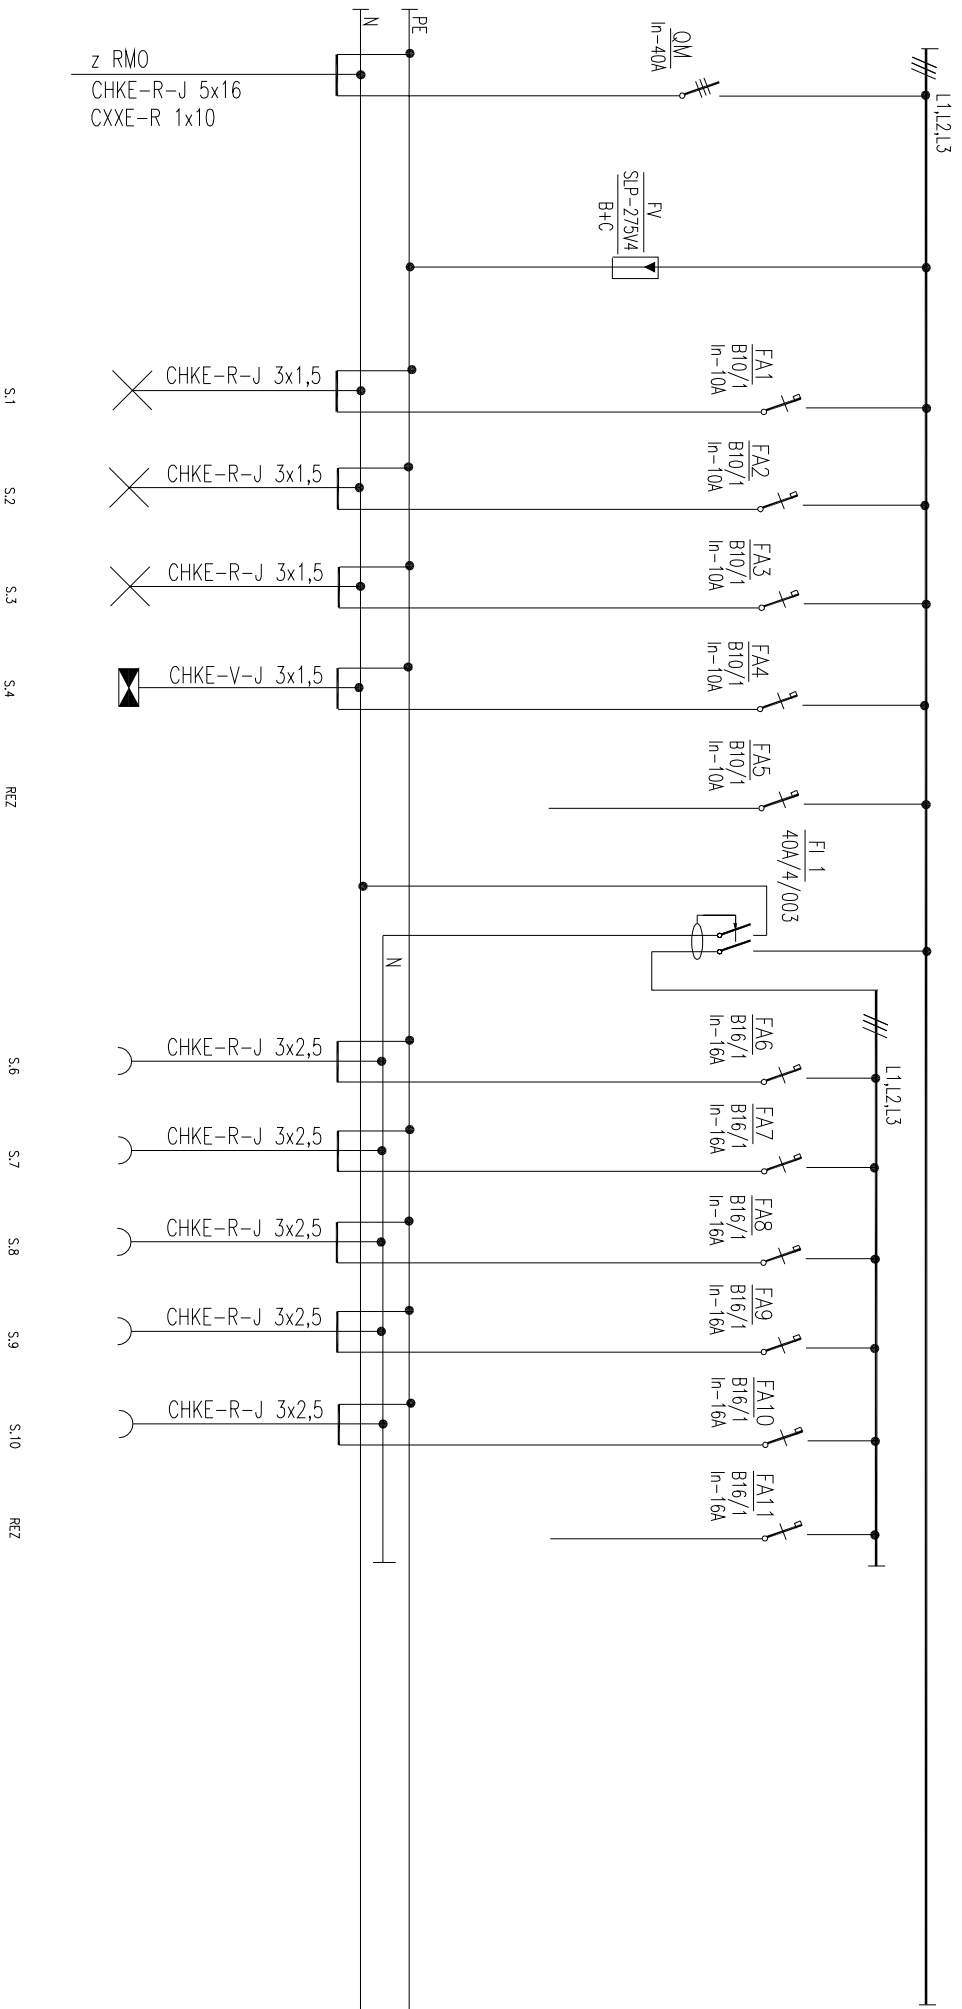 N
PE
z RMO
CHKE-R-J 5x16
CXXE-R 1x10
QM
In-40A
L1,L2,L3
FV
SLP-275V4
B+C
FA1
B10/1
In-10A
CHKE-R-J 3x1,5
S.1
FA2
B10/1
In-10A
CHKE-R-J 3x1,5
S.2
FA3
B10/1
In-10A
CHKE-R-J 3x1,5
S.3
FA4
B10/1
In-10A
CHKE-V-J 3x1,5
S.4
FA5
B10/1
In-10A
REZ
FI 1
40A/4/003
N
L1,L2,L3
FA6
B16/1
In-16A
CHKE-R-J 3x2,5
S.6
FA7
B16/1
In-16A
CHKE-R-J 3x2,5
S.7
FA8
B16/1
In-16A
CHKE-R-J 3x2,5
S.8
FA9
B16/1
In-16A
CHKE-R-J 3x2,5
S.9
FA10
B16/1
In-16A
CHKE-R-J 3x2,5
S.10
FA11
B16/1
In-16A
REZ